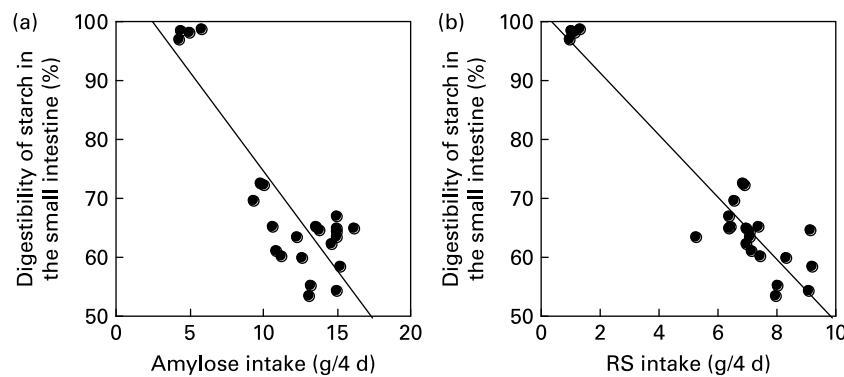 (a)
Digestibility of starch in
the small intestine (%)
100
90
80
70
60
50
0 5 10 15 20
Amylose intake (g/4 d)
(b)
Digestibility of starch in
the small intestine (%)
100
90
80
70
60
50
0 2 4 6 8 10
RS intake (g/4 d)